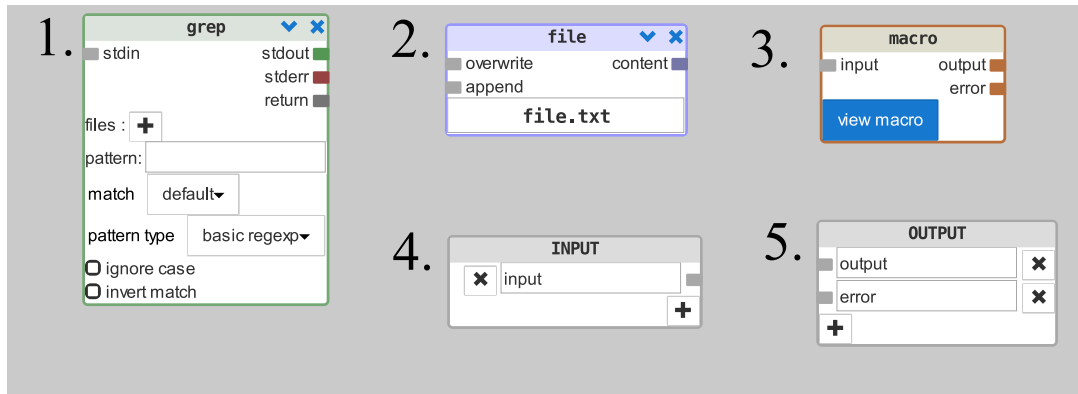 1.
grep
stdin stdout
stderr
return
files :
pattern:
match default
pattern type basic regexp
ignore case
invert match
2.
file
overwrite content
append
file.txt
3.
macro
input output
error
view macro
4.
INPUT
input
5.
OUTPUT
output
error